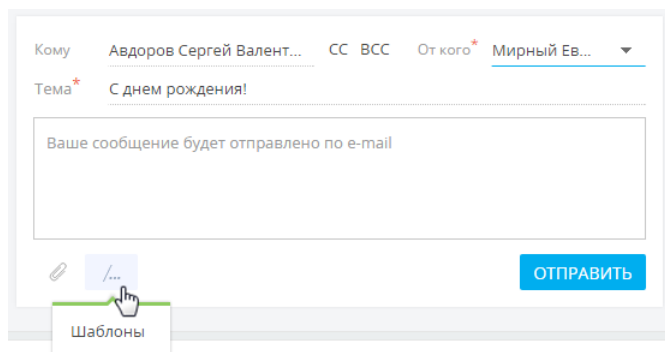 Кому Авдоров Сергей Валент... CC BCC От кого* Мирный Ев...
Тема* С днем рождения!
Ваше сообщение будет отправлено по e-mail
/... ОТПРАВИТЬ
Шаблоны